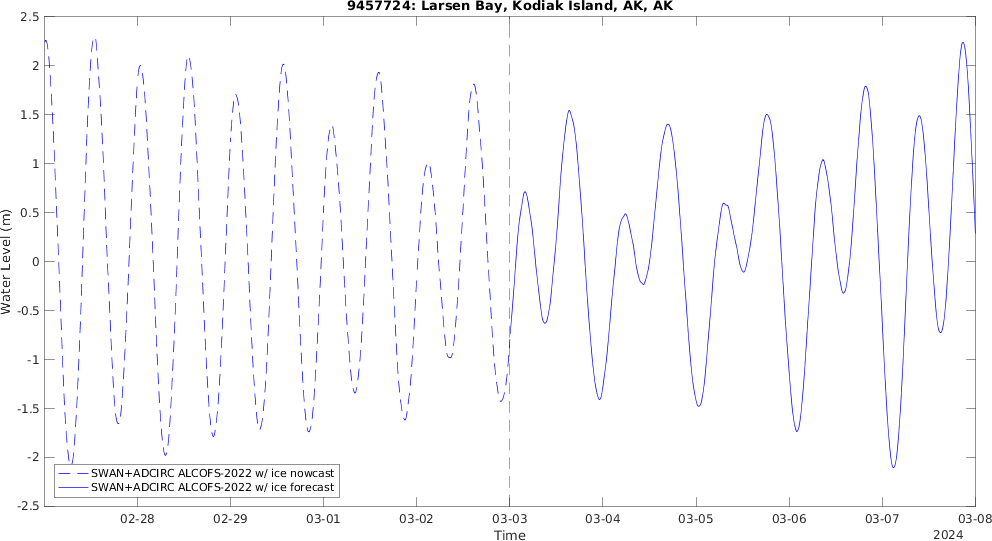 9457724: Larsen Bay, Kodiak Island, AK, AK
2.5
2
1.5
1
0.5
0
-0.5
-1
-1.5
-2
-2.5
Water Level (m)
SWAN+ADCIRC ALCOFS-2022 w/ ice nowcast
SWAN+ADCIRC ALCOFS-2022 w/ ice forecast
02-28 02-29 03-01 03-02 03-03 03-04 03-05 03-06 03-07 03-08
Time
2024